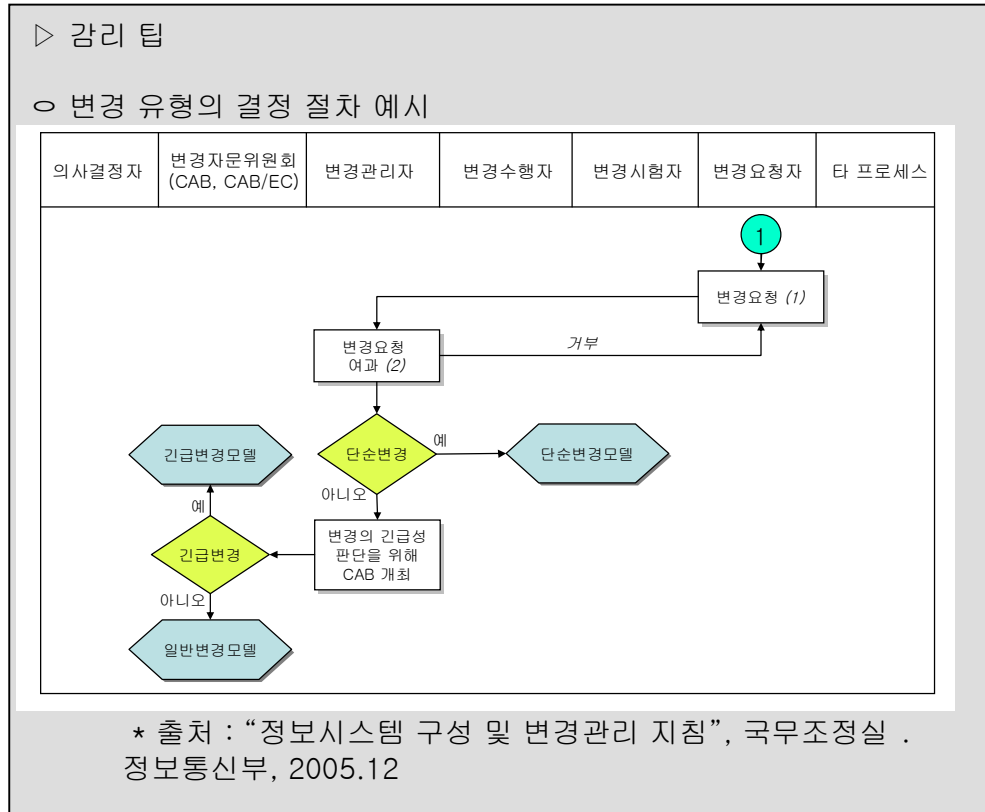 ▷ 감리 팁
ㅇ 변경 유형의 결정 절차 예시
의사결정자
변경자문위원회
(CAB, CAB/EC)
변경관리자
변경수행자
변경시험자
변경요청자
타 프로세스
1
변경요청 (1)
변경요청
여과 (2)
거부
긴급변경모델
단순변경
예
단순변경모델
아니오
예
변경의 긴급성
판단을 위해
CAB 개최
긴급변경
아니오
일반변경모델
* 출처 : “정보시스템 구성 및 변경관리 지침”, 국무조정실 .
정보통신부, 2005.12